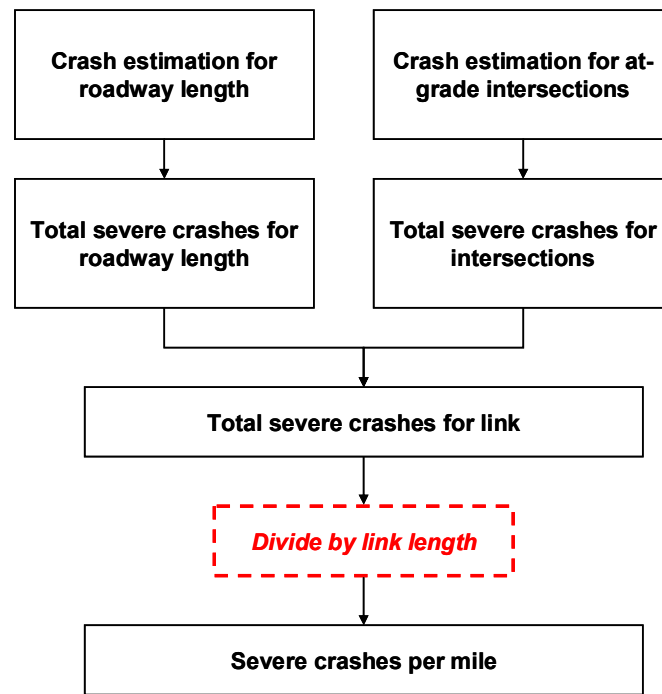 Crash estimation for
roadway length
Crash estimation for at-
grade intersections
Total severe crashes for
roadway length
Total severe crashes for
intersections
Total severe crashes for link
Divide by link length
Severe crashes per mile